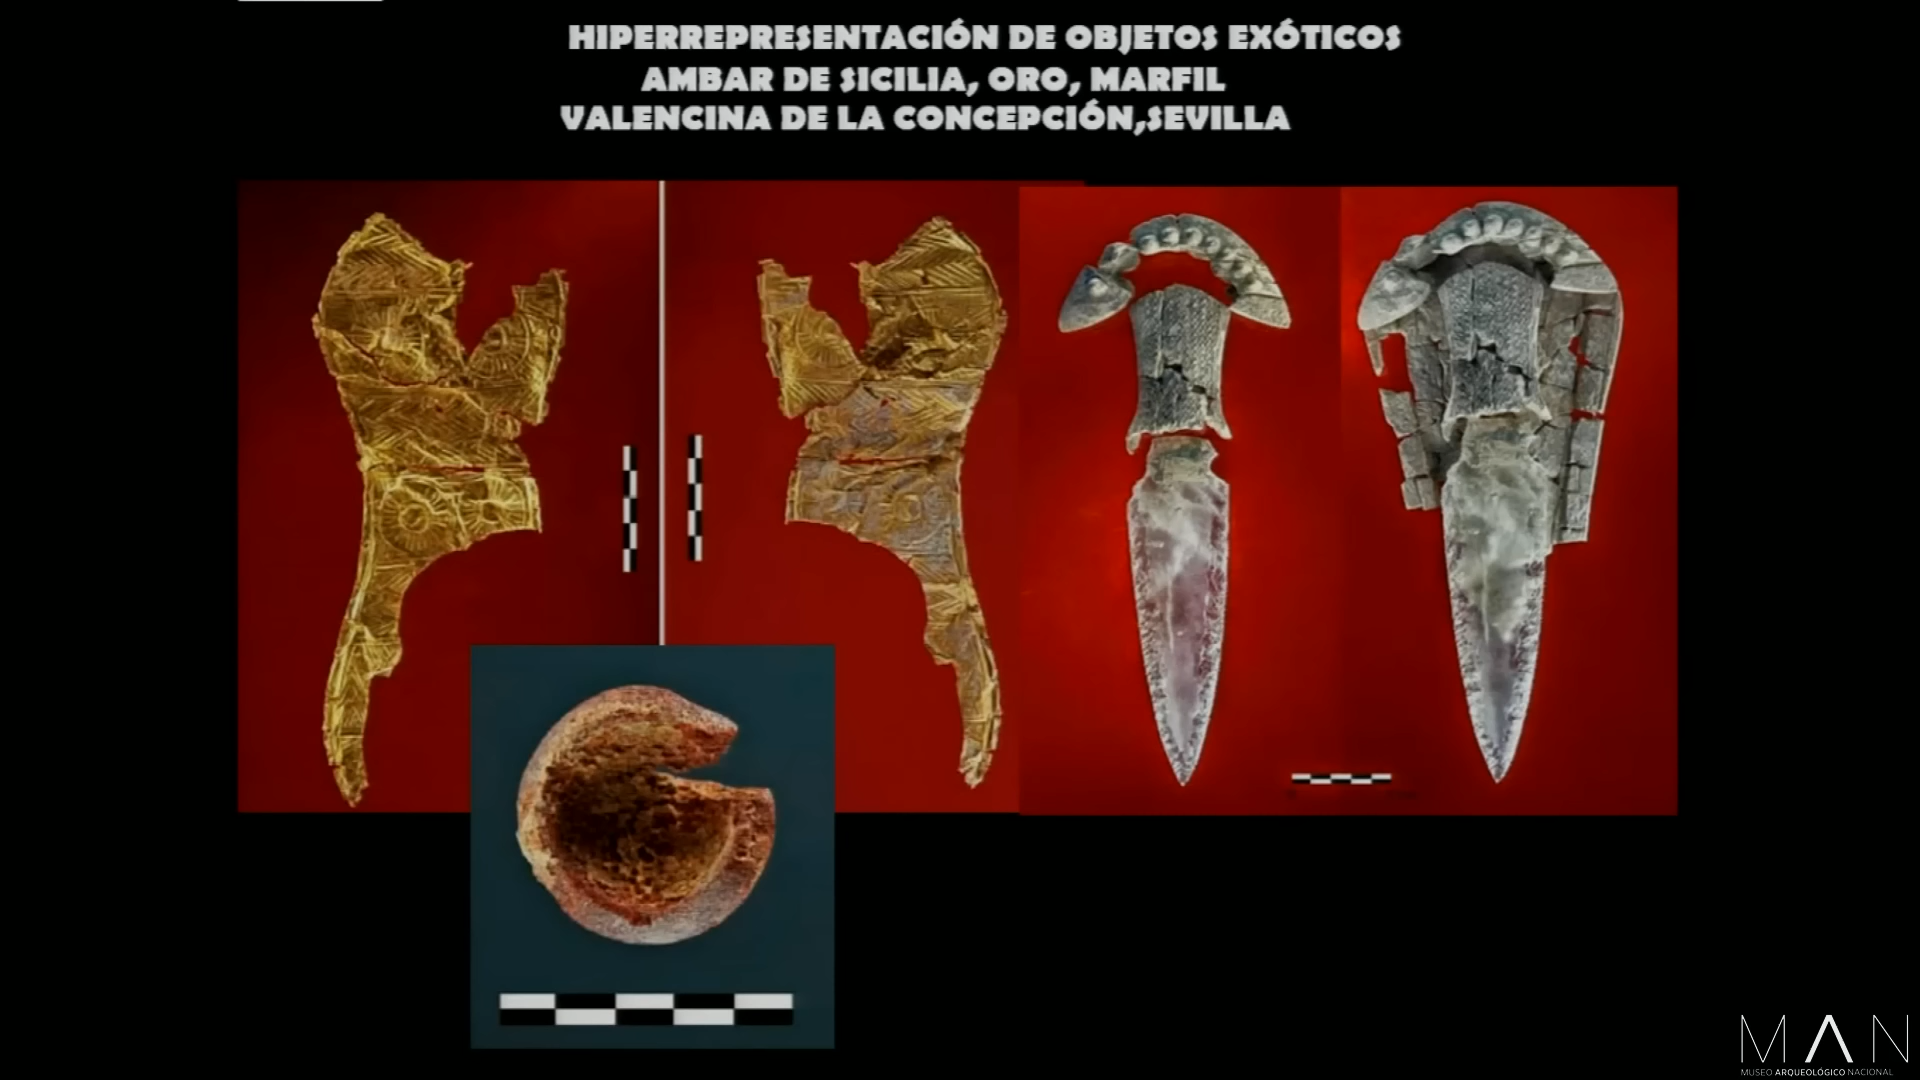 HIPERREPRESENTACIÓN DE OBJETOS EXÓTICOS
AMBAR DE SICILIA, ORO, MARFIL
VALENCINA DE LA CONCEPCIÓN,SEVILLA
MAN
MUSEO ARQUEOLÓGICO NACIONAL